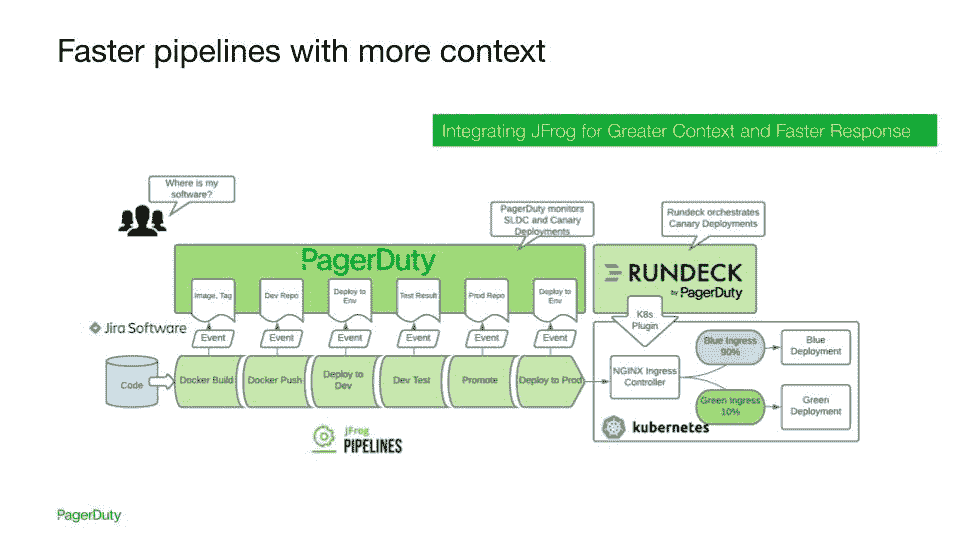 Faster pipelines with more context
Integrating JFrog for Greater Context and Faster Response
Where is my
software?
PagerDuty monitors
SLDC and Canary
Deployments
Rundeck orchestrates
Canary Deployments
PagerDuty
RUNDECK
by PagerDuty
Image, Tag
Dev Repo
Deploy to
Env
Test Result
Prod Repo
Deploy to
Env
K8s
Plugin
Jira Software
Event
Event
Event
Event
Event
Event
Code
Docker Build
Docker Push
Deploy to
Dev
Dev Test
Promote
Deploy to Prod
NGINX Ingress
Controller
Blue Ingress
90%
Blue
Deployment
Green Ingress
10%
Green
Deployment
kubernetes
jFrog
PIPELINES
PagerDuty